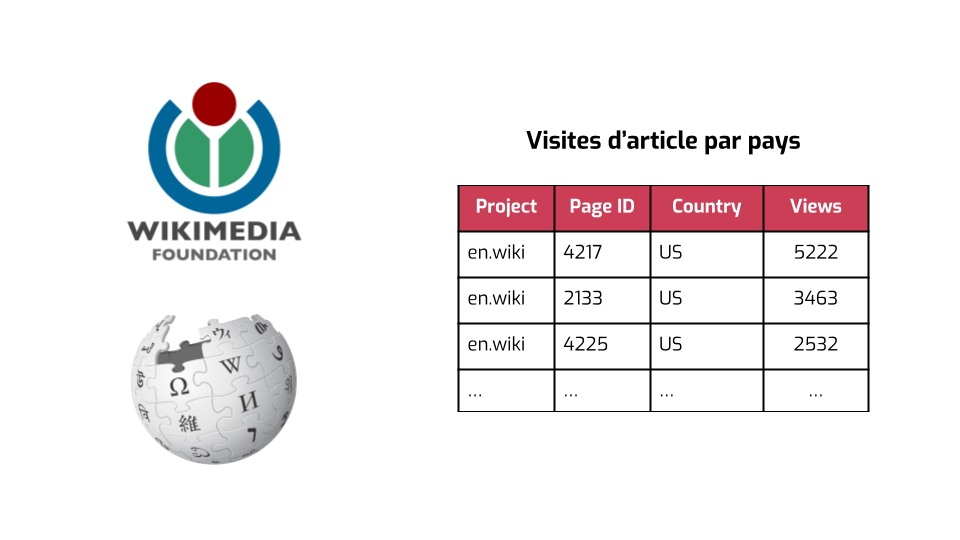 WIKIMEDIA
FOUNDATION
Ω
W
И
維
Visites d’article par pays
Project Page ID Country Views
en.wiki 4217 US 5222
en.wiki 2133 US 3463
en.wiki 4225 US 2532
... ... ... ...